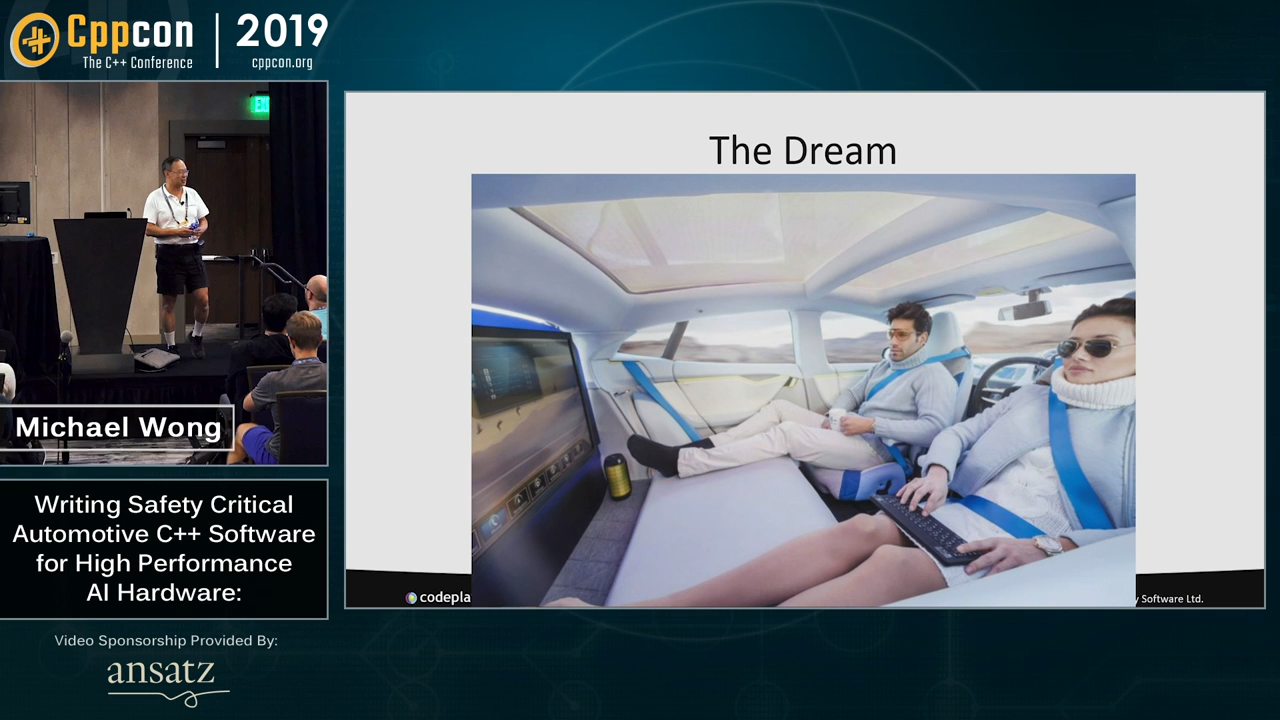 Cppcon
The C++ Conference
2019
cppcon.org
The Dream
Michael Wong
Writing Safety Critical
Automotive C++ Software
for High Performance
AI Hardware:
codepla
y Software Ltd.
Video Sponsorship Provided By:
ansatz